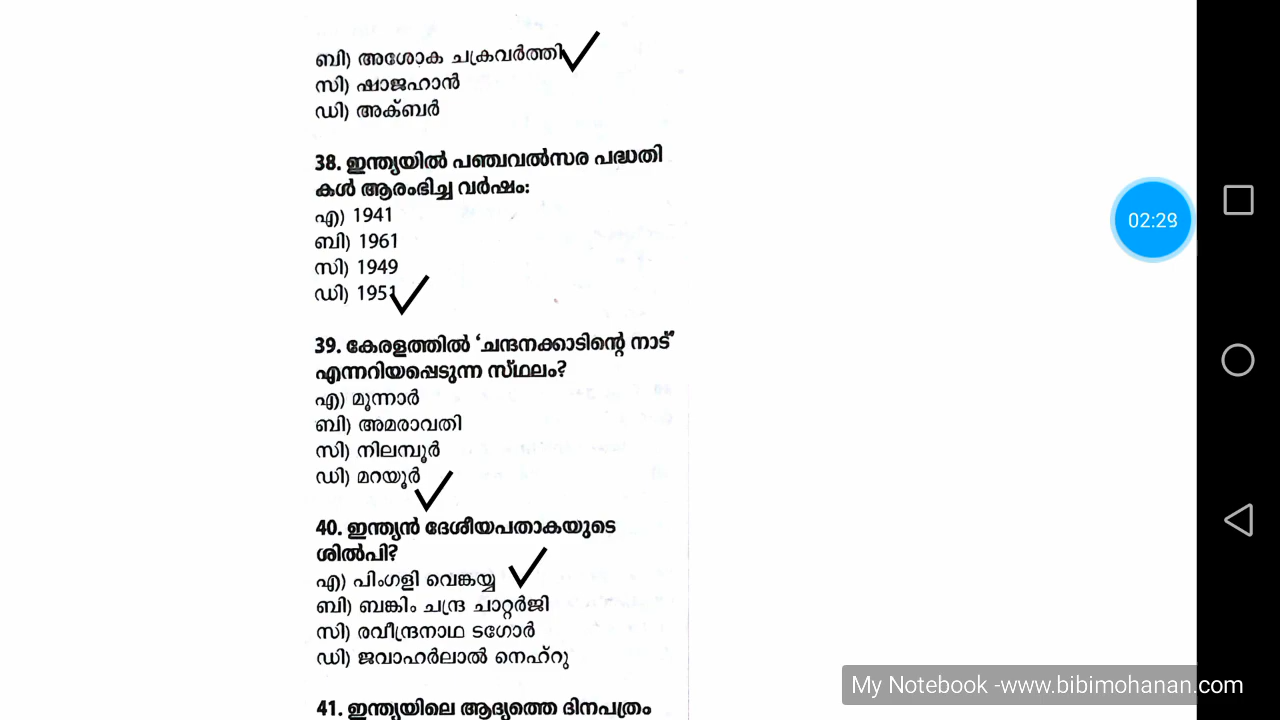 ബി) അശോക ചക്രവർത്തി
സി) ഷാജഹാൻ
ഡി) അക്ബർ
38. ഇന്ത്യയിൽ പഞ്ചവൽസര പദ്ധതി
കൾ ആരംഭിച്ച വർഷം:
എ) 1941
ബി) 1961
സി) 1949
ഡി) 1951
39. കേരളത്തിൽ ‘ചന്ദനക്കാടിന്റെ നാട്’
എന്നറിയപ്പെടുന്ന സ്ഥലം?
എ) മൂന്നാർ
ബി) അമരാവതി
സി) നിലമ്പൂർ
ഡി) മറയൂർ
40. ഇന്ത്യൻ ദേശീയപതാകയുടെ
ശിൽപി?
എ) പിംഗളി വെങ്കയ്യ
ബി) ബങ്കിം ചന്ദ്ര ചാറ്റർജി
സി) രവീന്ദ്രനാഥ ടഗോർ
ഡി) ജവാഹർലാൽ നെഹ്റു
41. ഇന്ത്യയിലെ ആദ്യത്തെ ദിനപത്രം
02:29
My Notebook -www.bibimohanan.com